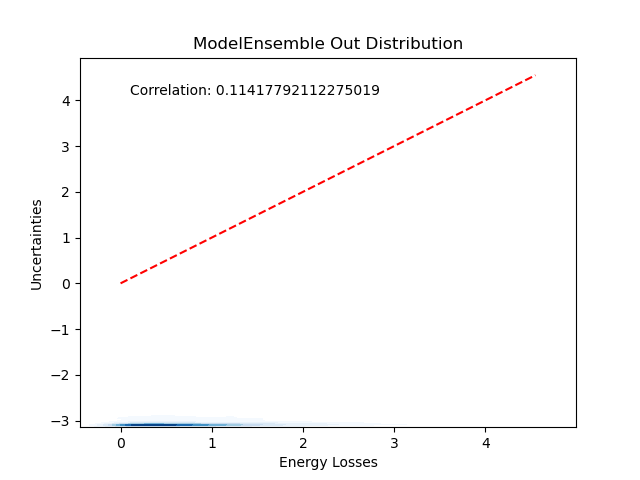 ModelEnsemble Out Distribution
Correlation: 0.11417792112275019
4
3
2
1
0
−1
−2
−3
Uncertainties
0 1 2 3 4
Energy Losses